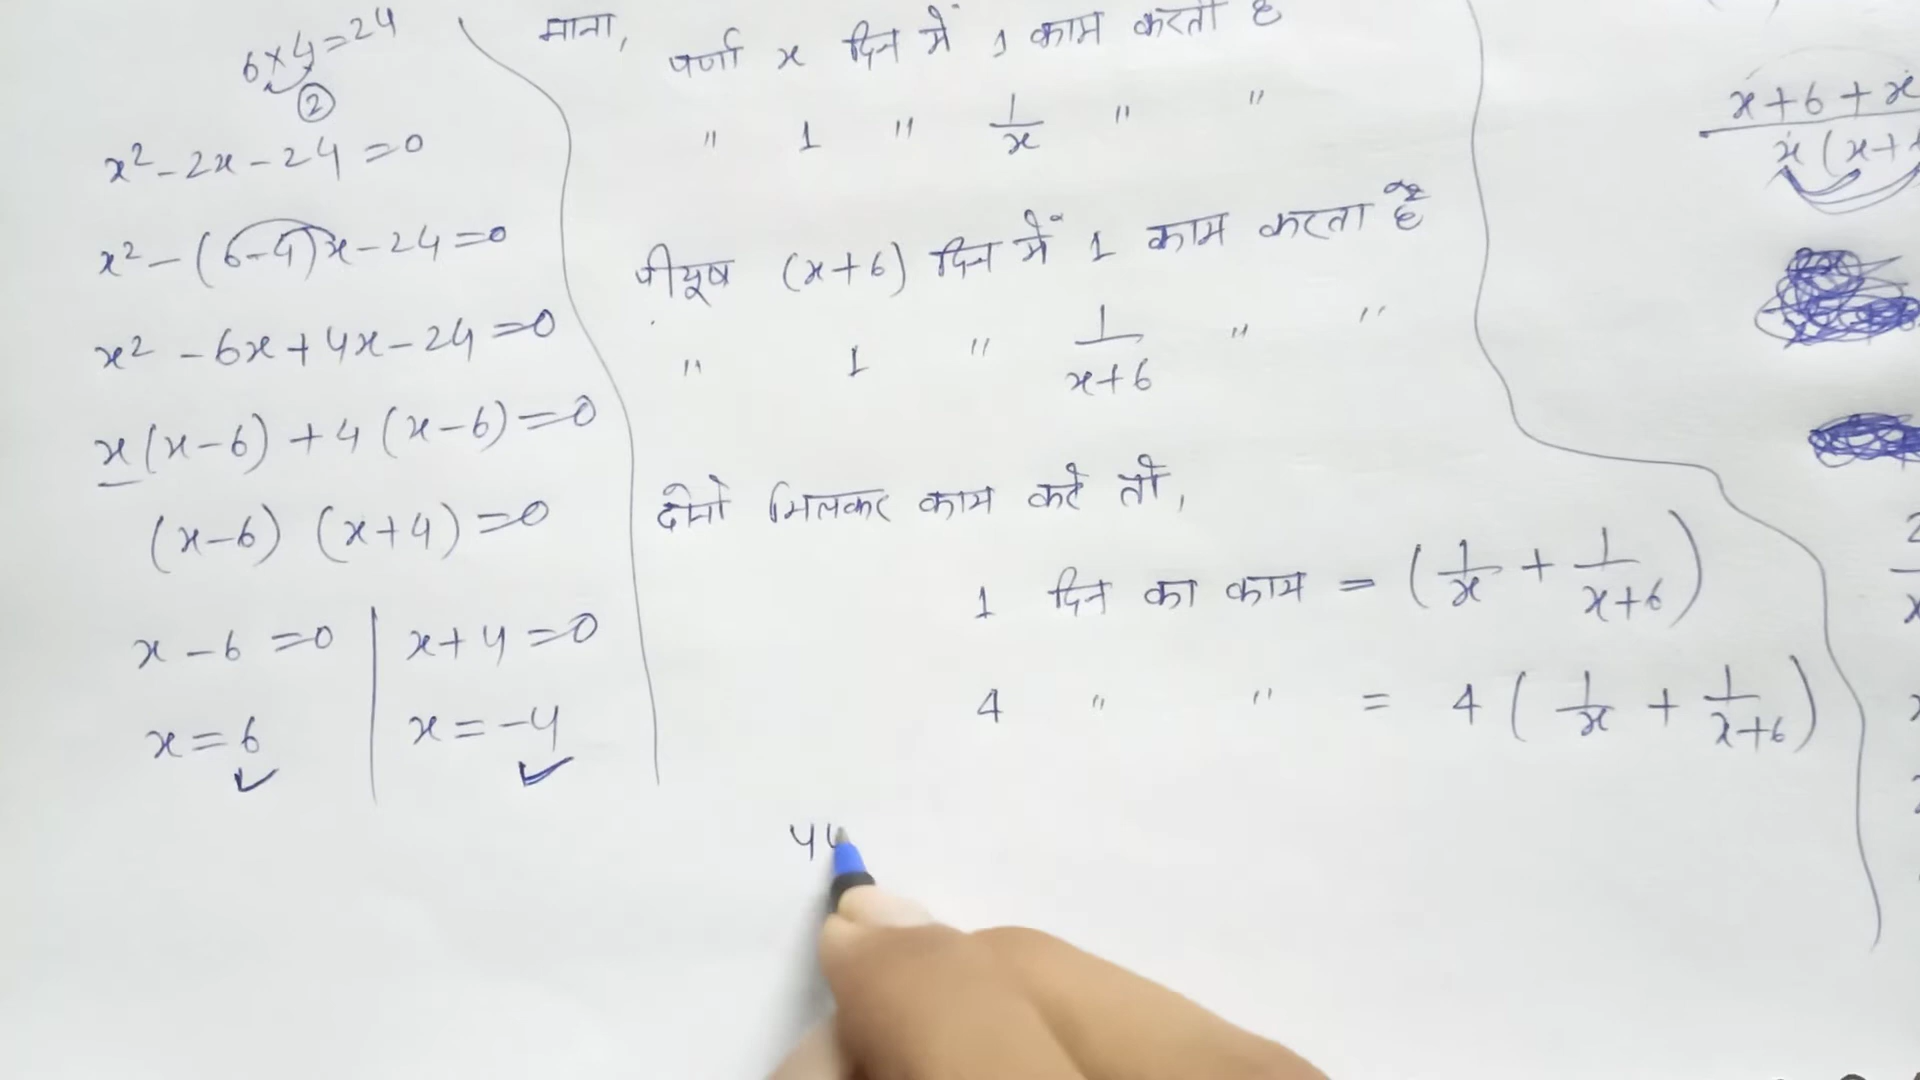 6×4=24
②
x²-2x-24=0
x²-(6-4)x-24=0
x²-6x+4x-24=0
x(x-6)+4(x-6)=0
(x-6) (x+4)=0
x-6=0 | x+4=0
x=6 | x=-4
माना,
पर्णा x दिन में 1 काम करती है
" 1 " 1/x " "
पीयूष (x+6) दिन में 1 काम करता है
" 1 " 1/x+6 " "
दोनों मिलकर काम करें तो,
1 दिन का काम = (1/x + 1/x+6)
4 " " = 4(1/x + 1/x+6)
x+6+x
x(x+